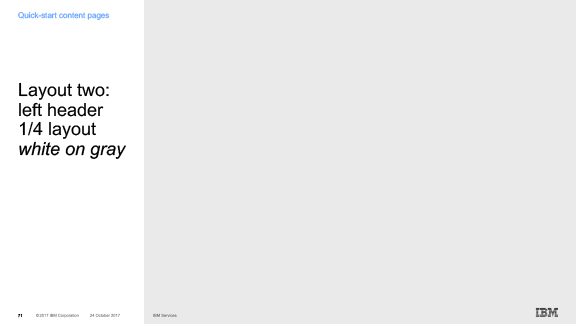 Quick-start content pages
Layout two:
left header
1/4 layout
white on gray
71 ©2017 IBM Corporation 24 October 2017 IBM Services
IBM